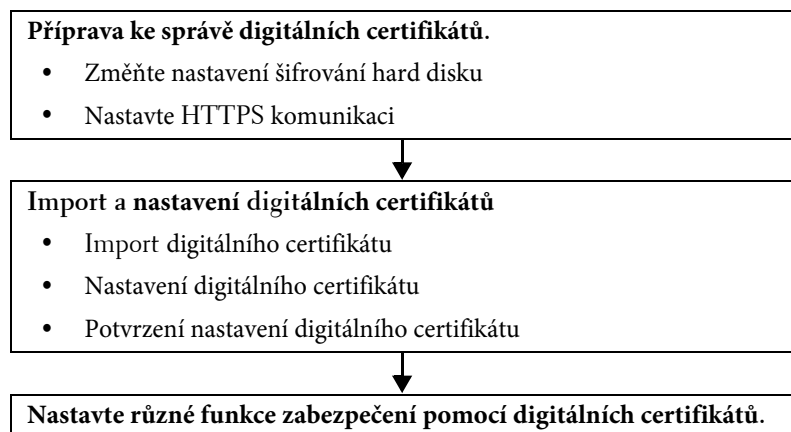 Příprava ke správě digitálních certifikátů.
• Změňte nastavení šifrování hard disku
• Nastavte HTTPS komunikaci
Import a nastavení digitálních certifikátů
• Import digitálního certifikátu
• Nastavení digitálního certifikátu
• Potvrzení nastavení digitálního certifikátu
Nastavte různé funkce zabezpečení pomocí digitálních certifikátů.